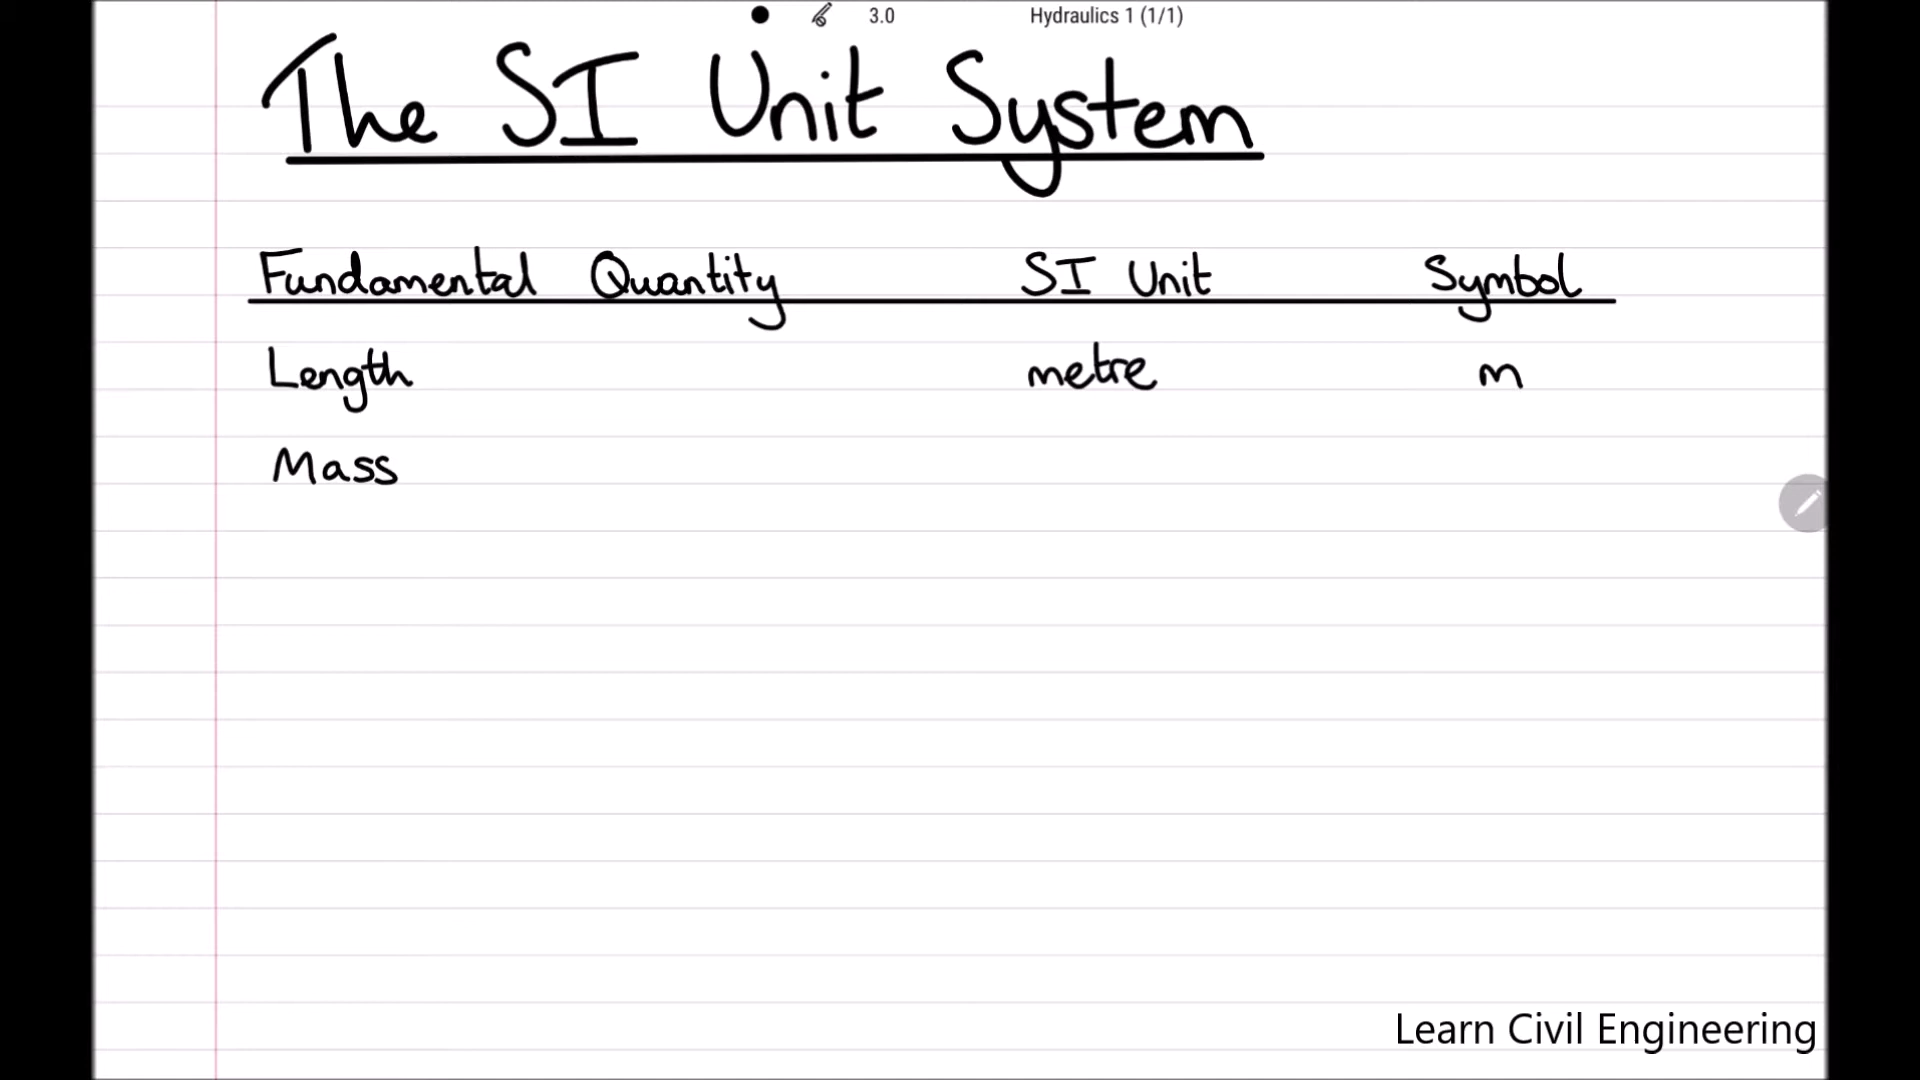 3.0 Hydraulics 1 (1/1)
The SI Unit System
Fundamental Quantity SI Unit Symbol
Length metre m
Mass
Learn Civil Engineering